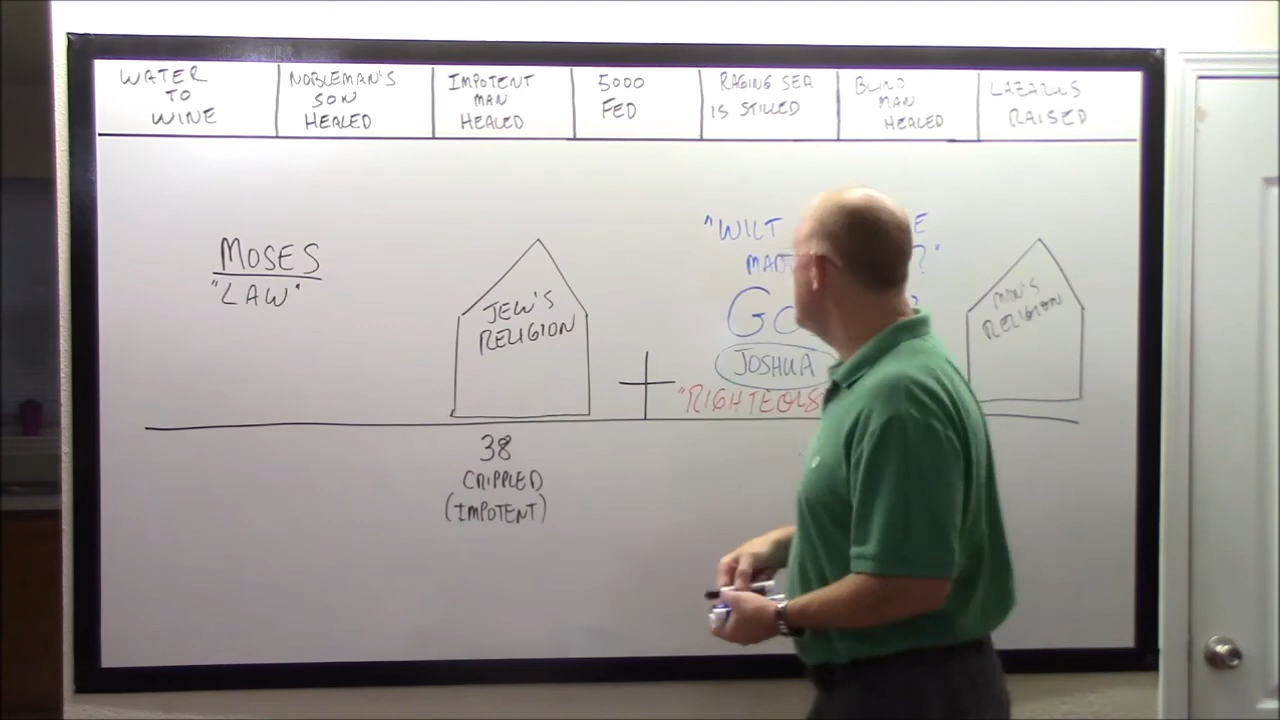 WATER
TO
WINE
NOBLEMAN'S
SON
HEALED
IMPOTENT
MAN
HEALED
5000
FED
RAGING SEA
IS STILLED
BLIND
MAN
HEALED
LAZARUS
RAISED
MOSES
"LAW"
JEW'S
RELIGION
38
CRIPPLED
(IMPOTENT)
"WILT
JOSHUA
MAN'S
RELIGION